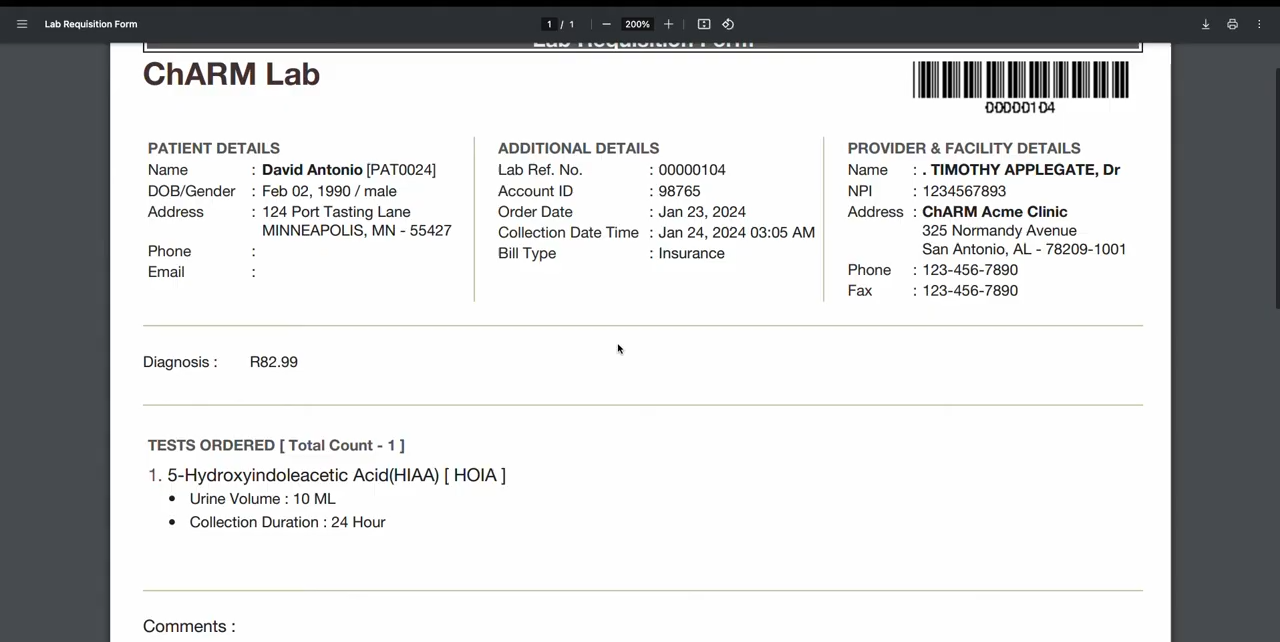 Lab Requisition Form
1 / 1
200%
Lab Requisition Form
ChARM Lab
00000104
PATIENT DETAILS
Name : David Antonio [PAT0024]
DOB/Gender : Feb 02, 1990 / male
Address : 124 Port Tasting Lane
MINNEAPOLIS, MN - 55427
Phone :
Email :
ADDITIONAL DETAILS
Lab Ref. No. : 00000104
Account ID : 98765
Order Date : Jan 23, 2024
Collection Date Time : Jan 24, 2024 03:05 AM
Bill Type : Insurance
PROVIDER & FACILITY DETAILS
Name : . TIMOTHY APPLEGATE, Dr
NPI : 1234567893
Address : ChARM Acme Clinic
325 Normandy Avenue
San Antonio, AL - 78209-1001
Phone : 123-456-7890
Fax : 123-456-7890
Diagnosis : R82.99
TESTS ORDERED [ Total Count - 1 ]
1. 5-Hydroxyindoleacetic Acid(HIAA) [ HOIA ]
• Urine Volume : 10 ML
• Collection Duration : 24 Hour
Comments :